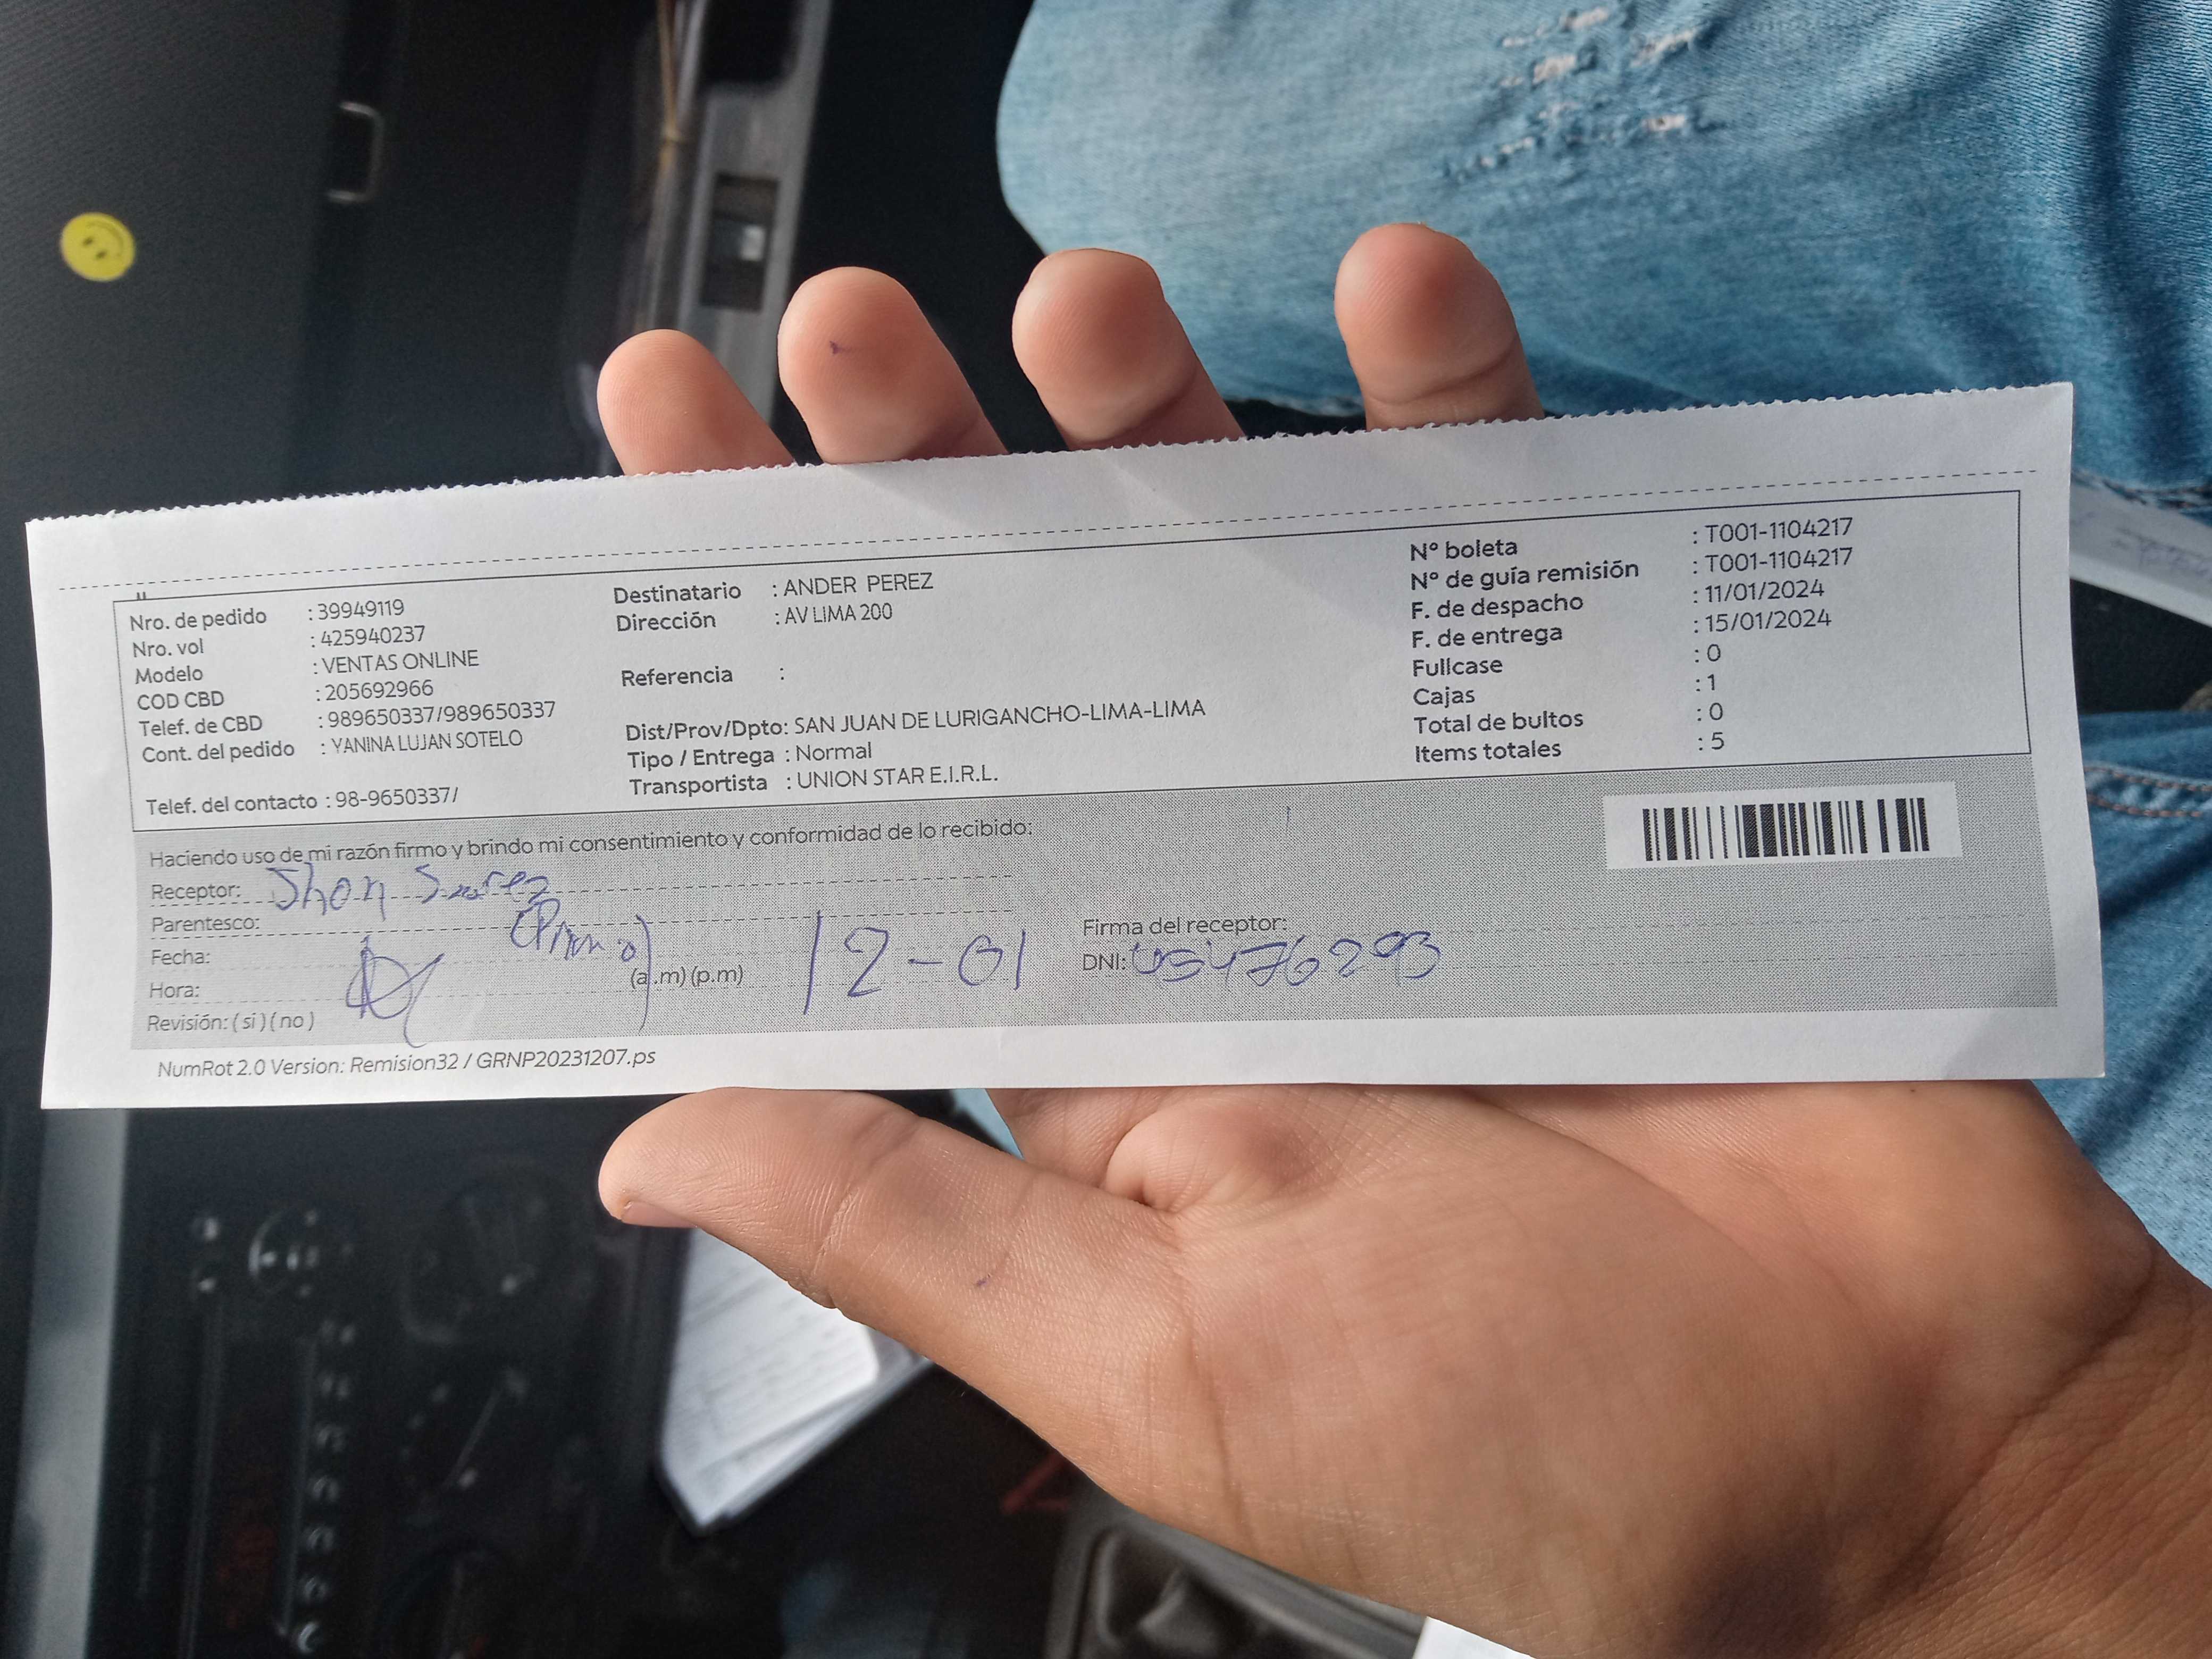 Nro. de pedido : 39949119
Nro. vol : 425940237
Modelo : VENTAS ONLINE
COD CBD : 205692966
Telef. de CBD : 989650337/989650337
Cont. del pedido : YANINA LUJAN SOTELO
Telef. del contacto : 98-9650337/
Destinatario : ANDER PEREZ
Dirección : AV LIMA 200
Referencia :
Dist/Prov/Dpto: SAN JUAN DE LURIGANCHO-LIMA-LIMA
Tipo / Entrega : Normal
Transportista : UNION STAR E.I.R.L.
Nº boleta : T001-1104217
Nº de guía remisión : T001-1104217
F. de despacho : 11/01/2024
F. de entrega : 15/01/2024
Fullcase : 0
Cajas : 1
Total de bultos : 0
Items totales : 5
Haciendo uso de mi razón firmo y brindo mi consentimiento y conformidad de lo recibido:
Receptor: Jhon Suarez
Parentesco: (Primo)
Fecha: 12-01
Hora: (a.m) (p.m)
Revisión: ( si ) ( no )
Firma del receptor:
DNI: 45476293
NumRot 2.0 Version: Remision32 / GRNP20231207.ps